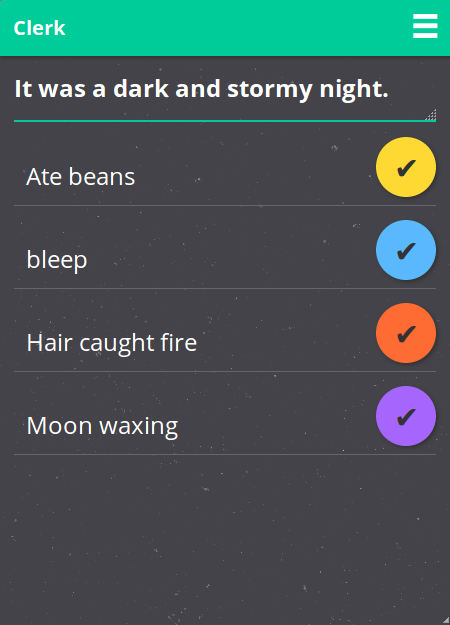 Clerk
It was a dark and stormy night.
Ate beans
bleep
Hair caught fire
Moon waxing